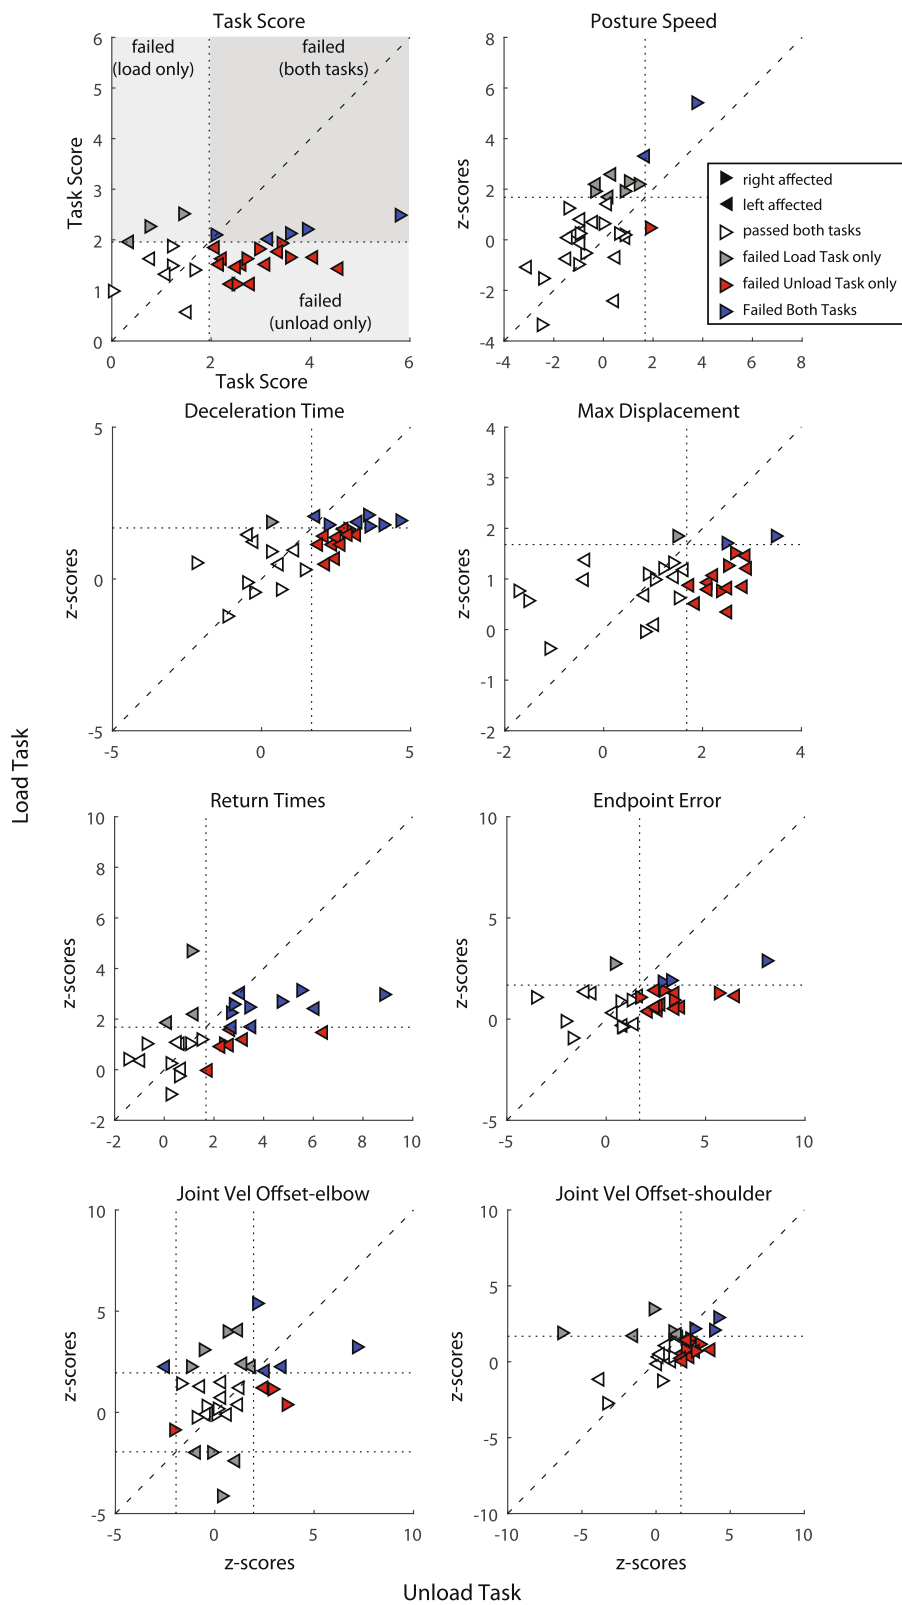 Task Score
Posture Speed
6
failed
(load only)
failed
(both tasks)
5
4
3
2
1
0
Task Score
failed
(unload only)
0
2
4
6
Task Score
8
6
4
2
0
-2
-4
z-scores
-4
-2
0
2
4
6
8
right affected
left affected
passed both tasks
failed Load Task only
failed Unload Task only
Failed Both Tasks
Deceleration Time
Max Displacement
5
0
-5
z-scores
-5
0
5
4
3
2
1
0
-1
-2
z-scores
-2
0
2
4
Load Task
Return Times
Endpoint Error
10
8
6
4
2
0
-2
z-scores
-2
0
2
4
6
8
10
10
5
0
-5
z-scores
-5
0
5
10
Joint Vel Offset-elbow
Joint Vel Offset-shoulder
10
5
0
-5
z-scores
-5
0
5
10
z-scores
10
5
0
-5
-10
z-scores
-10
-5
0
5
10
z-scores
Unload Task